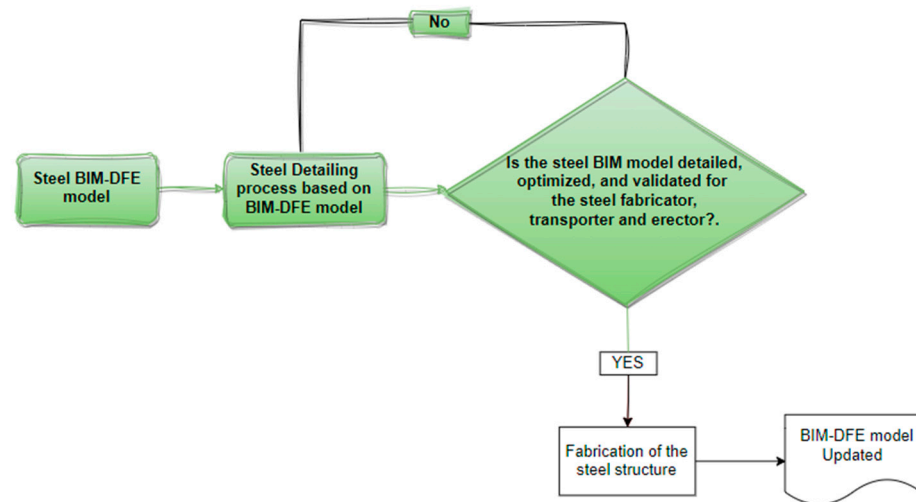 No
Steel BIM-DFE
model
Steel Detailing
process based on
BIM-DFE model
Is the steel BIM model detailed,
optimized, and validated for
the steel fabricator,
transporter and erector?.
YES
Fabrication of the
steel structure
BIM-DFE model
Updated